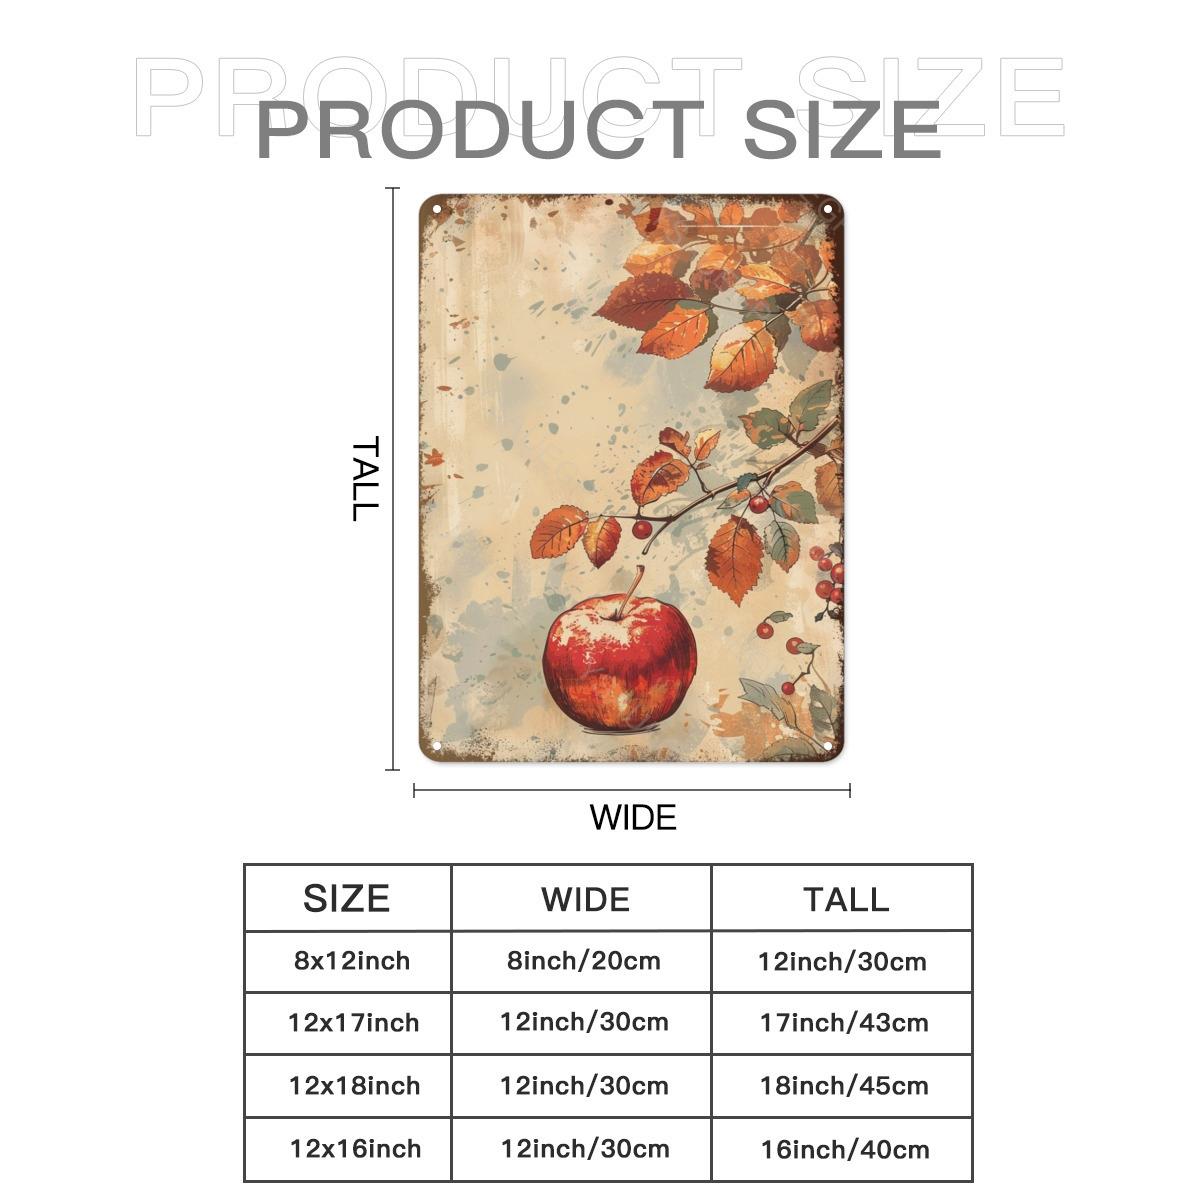 PRODUCT SIZE
PRODUCT SIZE
TALL
WIDE
SIZE WIDE TALL
8x12inch 8inch/20cm 12inch/30cm
12x17inch 12inch/30cm 17inch/43cm
12x18inch 12inch/30cm 18inch/45cm
12x16inch 12inch/30cm 16inch/40cm